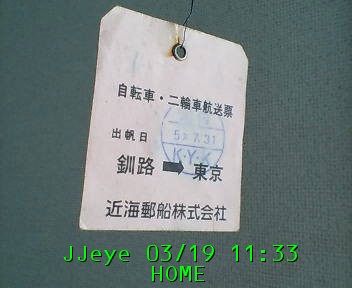 自転車・二輪車航送票
出帆日
7.31
K.Y.K
釧路 ➡ 東京
近海郵船株式会社
JJeye 03/19 11:33
HOME